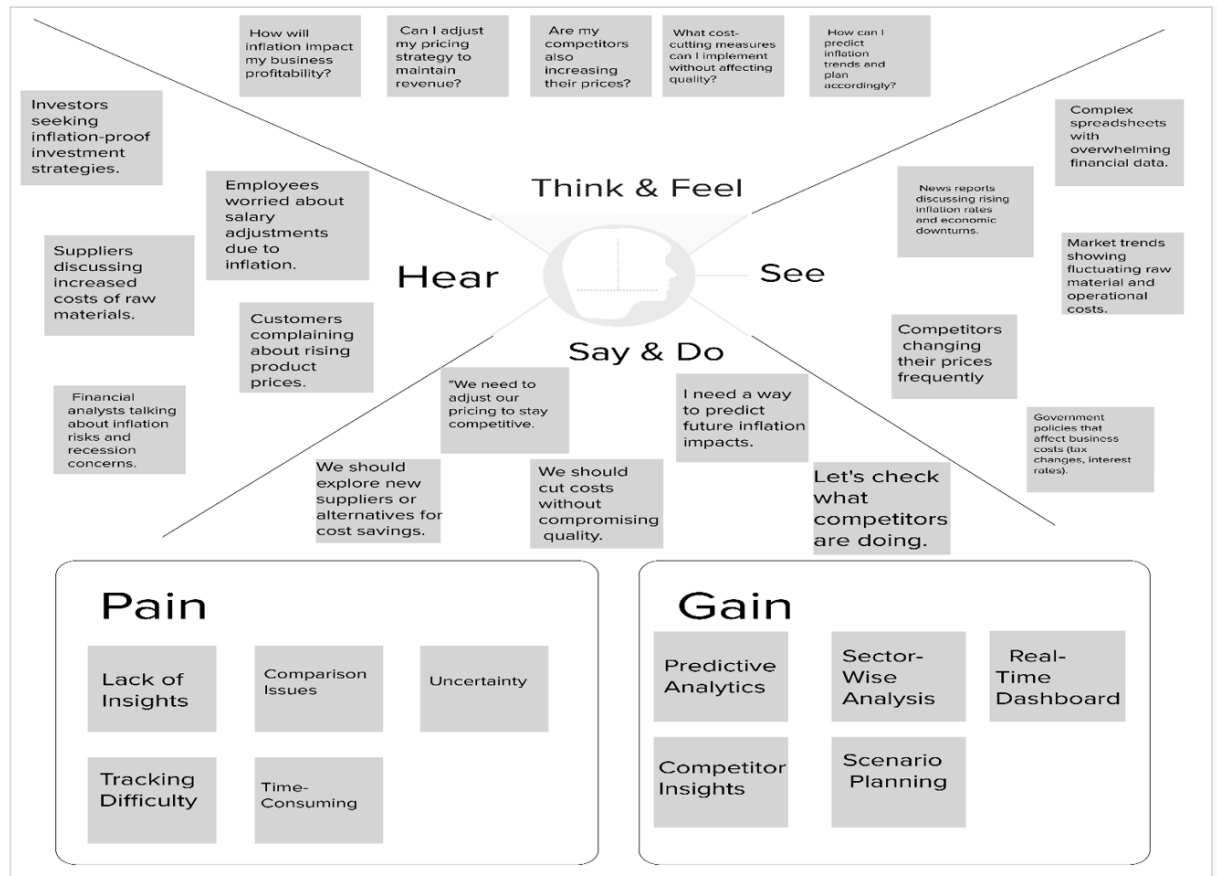 How will
inflation impact
my business
profitability?
Can I adjust
my pricing
strategy to
maintain
revenue?
Are my
competitors
also
increasing
their prices?
What cost-
cutting measures
can I implement
without affecting
quality?
How can I
predict
inflation
trends and
plan
accordingly?
Think & Feel
Investors
seeking
inflation-proof
investment
strategies.
Employees
worried about
salary
adjustments
due to
inflation.
Suppliers
discussing
increased
costs of raw
materials.
Hear
Customers
complaining
about rising
product
prices.
Financial
analysts talking
about inflation
risks and
recession
concerns.
Complex
spreadsheets
with
overwhelming
financial data.
News reports
discussing rising
inflation rates
and economic
downturns.
See
Market trends
showing
fluctuating raw
material and
operational
costs.
Competitors
changing
their prices
frequently
Government
policies that
affect business
costs (tax
changes, interest
rates).
Say & Do
"We need to
adjust our
pricing to stay
competitive.
I need a way
to predict
future inflation
impacts.
We should
explore new
suppliers or
alternatives for
cost savings.
We should
cut costs
without
compromising
quality.
Let's check
what
competitors
are doing.
Pain
Lack of
Insights
Comparison
Issues
Uncertainty
Tracking
Difficulty
Time-
Consuming
Gain
Predictive
Analytics
Sector-
Wise
Analysis
Real-
Time
Dashboard
Competitor
Insights
Scenario
Planning